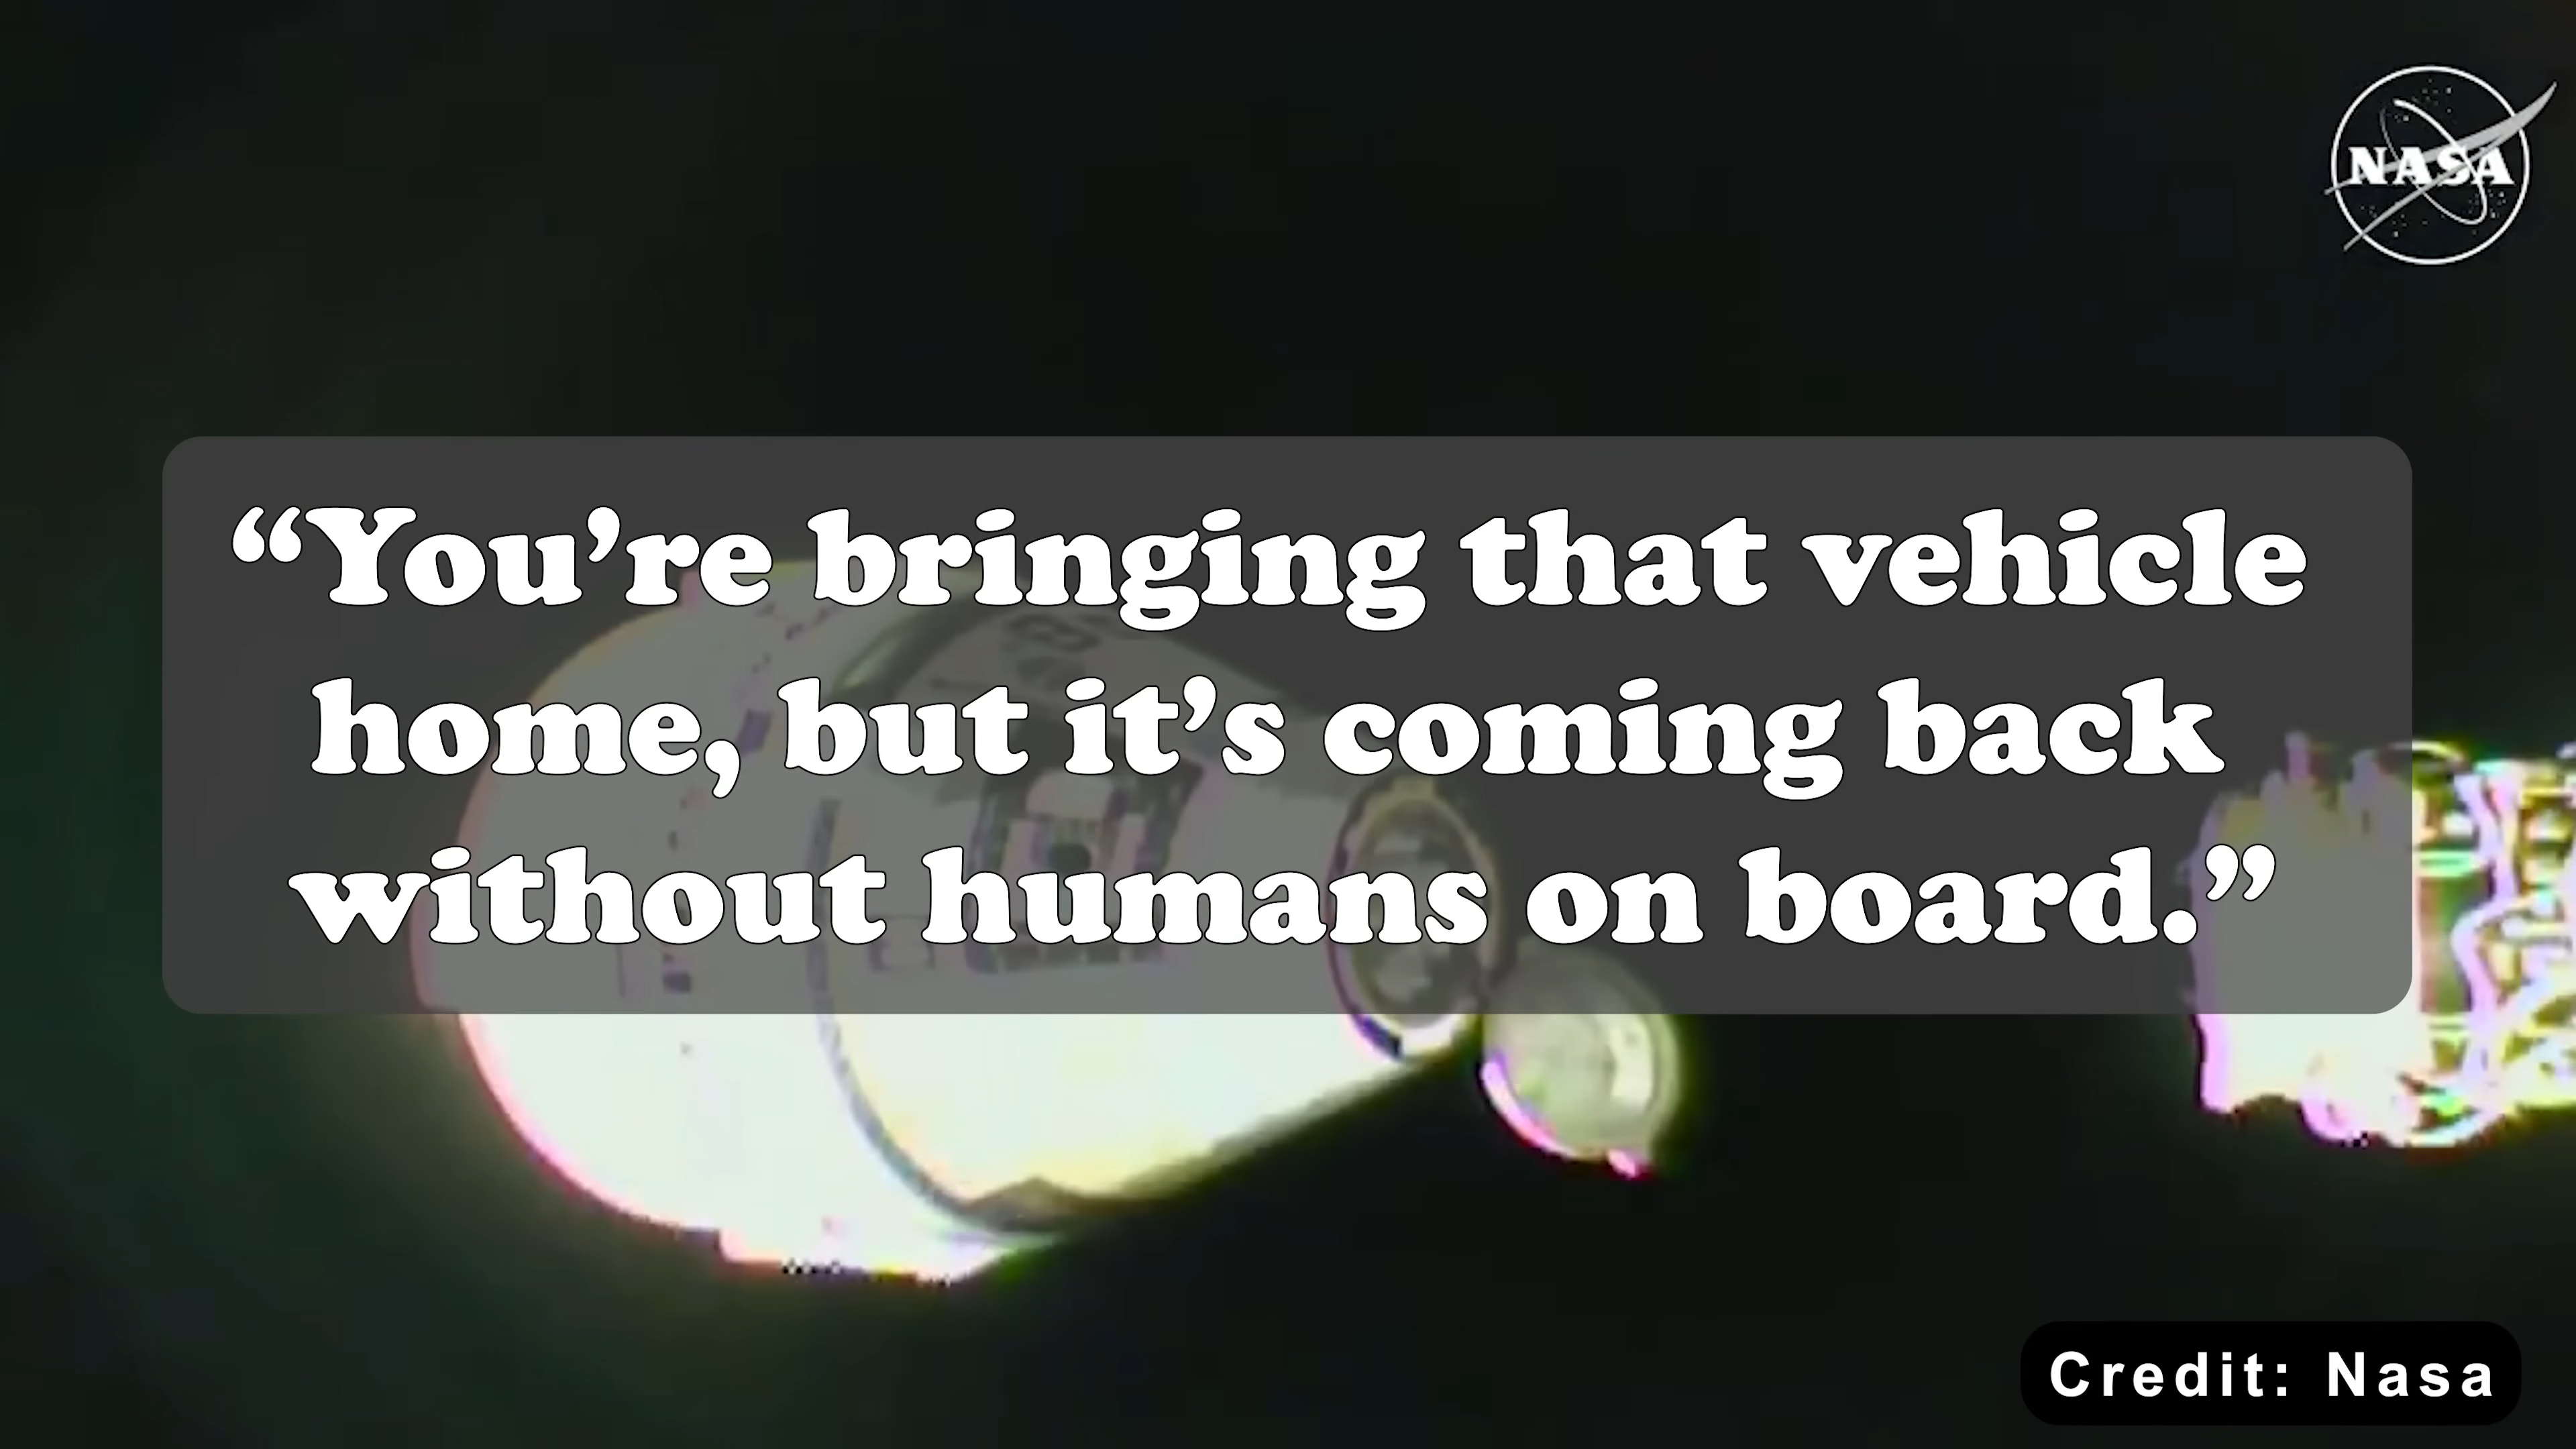 NASA
“You’re bringing that vehicle
home, but it’s coming back
without humans on board.”
Credit: Nasa